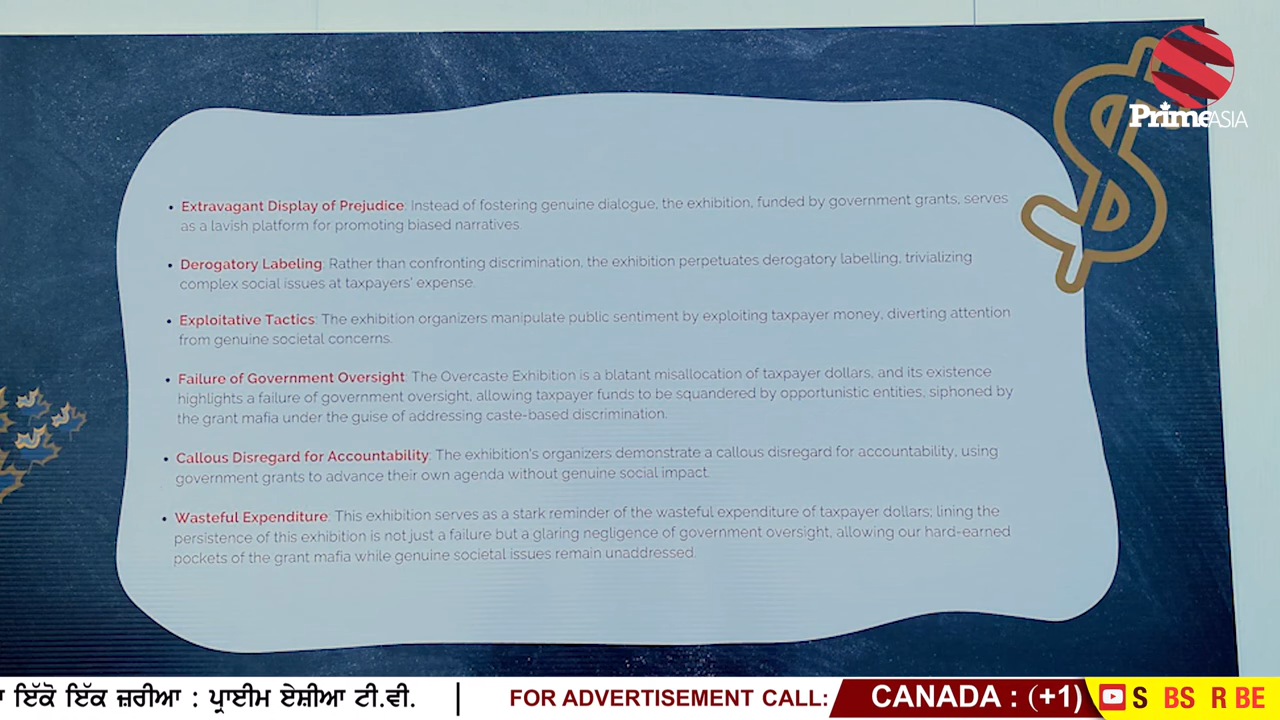 PrimeASIA
• Extravagant Display of Prejudice: Instead of fostering genuine dialogue, the exhibition, funded by government grants, serves
as a lavish platform for promoting biased narratives.
• Derogatory Labeling: Rather than confronting discrimination, the exhibition perpetuates derogatory labelling, trivializing
complex social issues at taxpayers' expense.
• Exploitative Tactics: The exhibition organizers manipulate public sentiment by exploiting taxpayer money, diverting attention
from genuine societal concerns.
• Failure of Government Oversight: The Overcaste Exhibition is a blatant misallocation of taxpayer dollars, and its existence
highlights a failure of government oversight, allowing taxpayer funds to be squandered by opportunistic entities, siphoned by
the grant mafia under the guise of addressing caste-based discrimination.
• Callous Disregard for Accountability: The exhibition's organizers demonstrate a callous disregard for accountability, using
government grants to advance their own agenda without genuine social impact.
• Wasteful Expenditure: This exhibition serves as a stark reminder of the wasteful expenditure of taxpayer dollars; lining the
persistence of this exhibition is not just a failure but a glaring negligence of government oversight, allowing our hard-earned
pockets of the grant mafia while genuine societal issues remain unaddressed.
ਇੱਕੋ ਇੱਕ ਜ਼ਰੀਆ : ਪ੍ਰਾਈਮ ਏਸ਼ੀਆ ਟੀ.ਵੀ. | FOR ADVERTISEMENT CALL: CANADA : (+1) S BS R BE